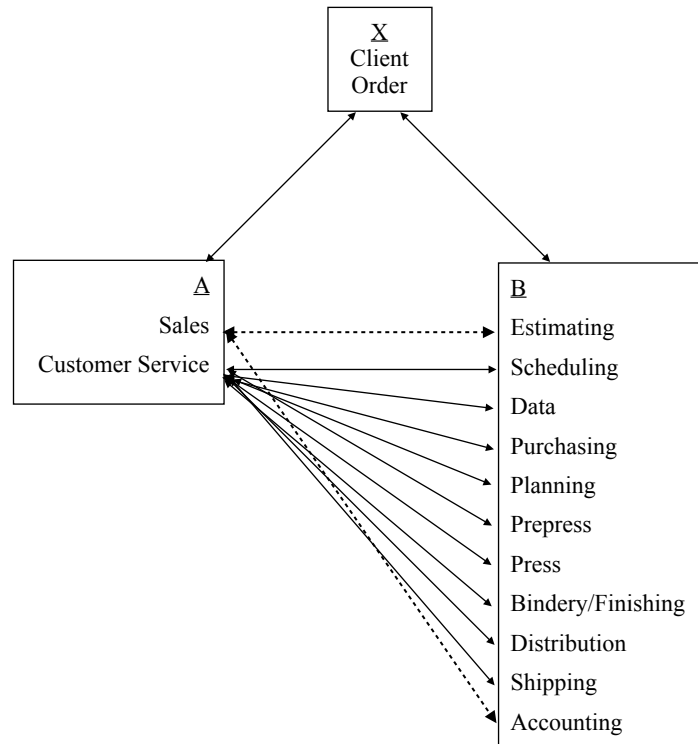 X
Client
Order
A
Sales
Customer Service
B
Estimating
Scheduling
Data
Purchasing
Planning
Prepress
Press
Bindery/Finishing
Distribution
Shipping
Accounting